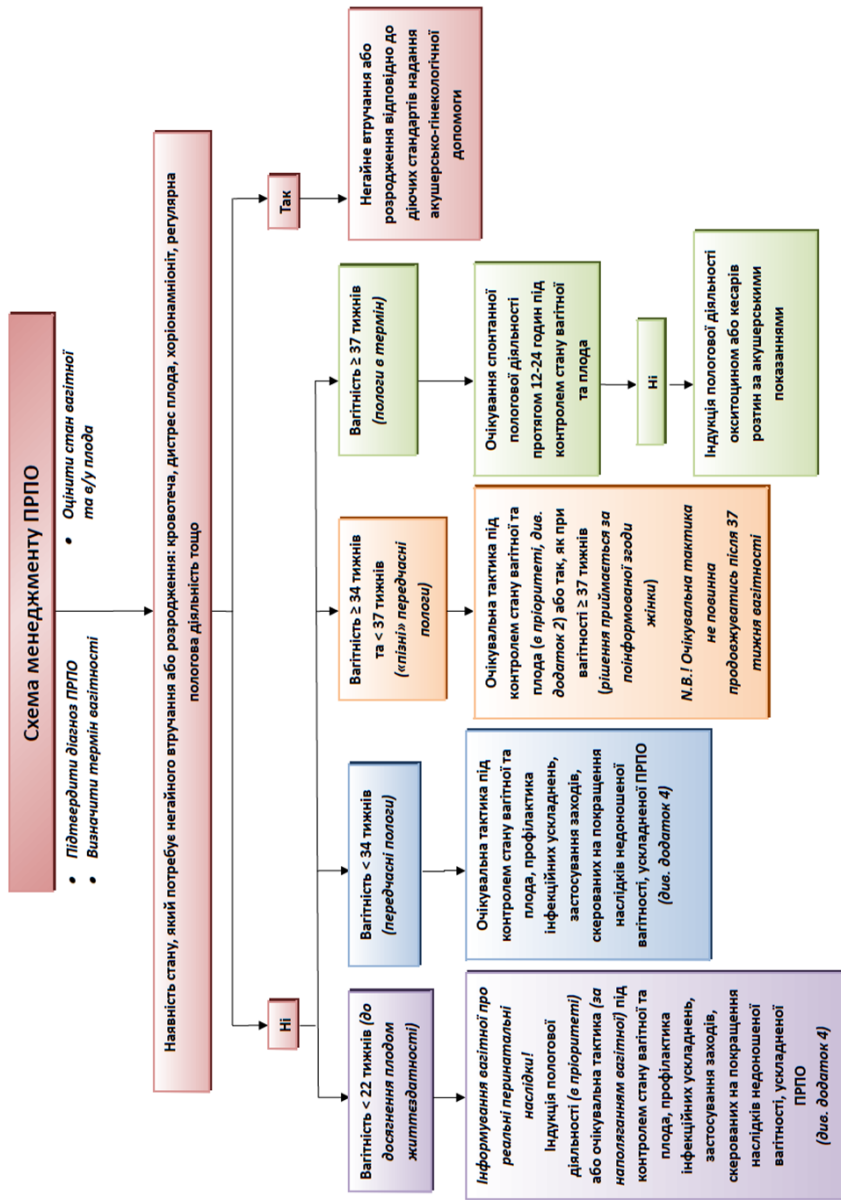 Схема менеджменту ПРПО
• Підтвердити діагноз ПРПО
• Визначити термін вагітності
• Оцінити стан вагітної
та в/у плода
Наявність стану, який потребує негайного втручання або розродження: кровотеча, дистрес плода, хоріонамніоніт, регулярна
пологова діяльність тощо
Ні
Так
Вагітність < 22 тижнів (до
досягнення плодом
життєздатності)
Інформування вагітної про
реальні перинатальні
наслідки!
Індукція пологової
діяльності (в пріоритеті)
або очікувальна тактика (за
наполяганням вагітної) під
контролем стану вагітної та
плода, профілактика
інфекційних ускладнень,
застосування заходів,
скерованих на покращення
наслідків недоношеної
вагітності, ускладненої
ПРПО
(див. додаток 4)
Вагітність < 34 тижнів
(передчасні пологи)
Очікувальна тактика під
контролем стану вагітної та
плода, профілактика
інфекційних ускладнень,
застосування заходів,
скерованих на покращення
наслідків недоношеної
вагітності, ускладненої ПРПО
(див. додаток 4)
Вагітність ≥ 34 тижнів
та < 37 тижнів
(«пізні» передчасні
пологи)
Очікувальна тактика під
контролем стану вагітної та
плода (в пріоритеті, див.
додаток 2) або так, як при
вагітності ≥ 37 тижнів
(рішення приймається за
поінформованої згоди
жінки)
N.B.! Очікувальна тактика
не повинна
продовжуватись після 37
тижня вагітності
Вагітність ≥ 37 тижнів
(пологи в термін)
Очікування спонтанної
пологової діяльності
протягом 12-24 годин під
контролем стану вагітної
та плода
Ні
Індукція пологової діяльності
окситоцином або кесарів
розтин за акушерськими
показаннями
Негайне втручання або
розродження відповідно до
діючих стандартів надання
акушерсько-гінекологічної
допомоги